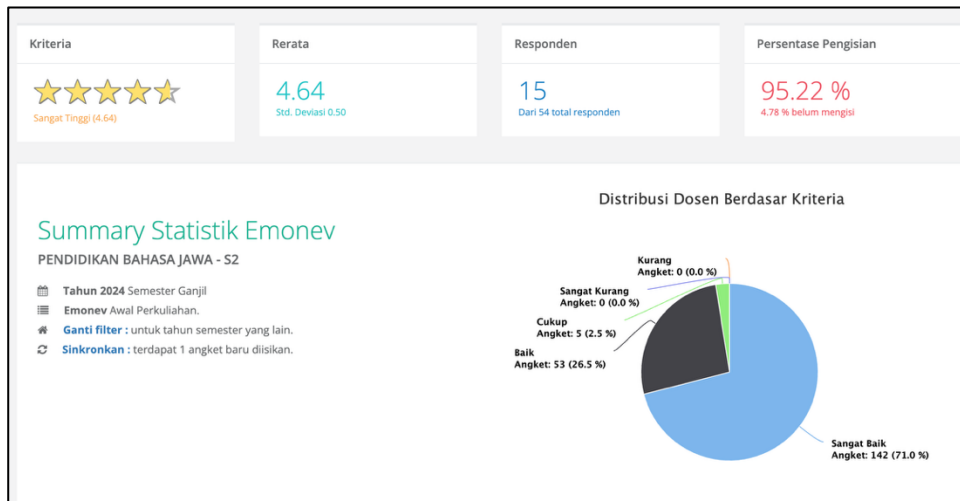 Kriteria
Sangat Tinggi (4.64)
Rerata
4.64
Std. Deviasi 0.50
Responden
15
Dari 54 total responden
Persentase Pengisian
95.22 %
4.78 % belum mengisi
Summary Statistik Emonev
PENDIDIKAN BAHASA JAWA - S2
Tahun 2024 Semester Ganjil
Emonev Awal Perkuliahan.
Ganti filter : untuk tahun semester yang lain.
Sinkronkan : terdapat 1 angket baru diisikan.
Distribusi Dosen Berdasar Kriteria
Kurang
Angket: 0 (0.0 %)
Sangat Kurang
Angket: 0 (0.0 %)
Cukup
Angket: 5 (2.5 %)
Baik
Angket: 53 (26.5 %)
Sangat Baik
Angket: 142 (71.0 %)